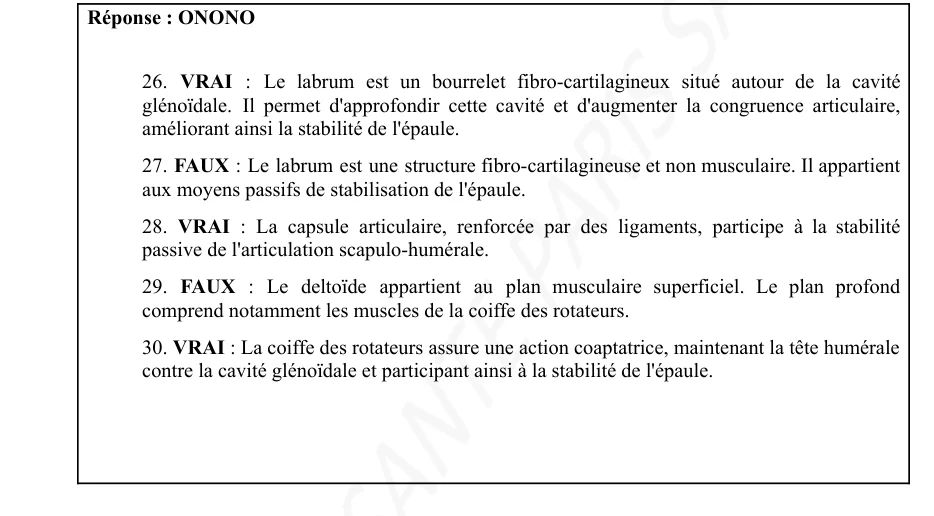 Réponse : ONONO
26. VRAI : Le labrum est un bourrelet fibro-cartilagineux situé autour de la cavité
glénoïdale. Il permet d'approfondir cette cavité et d'augmenter la congruence articulaire,
améliorant ainsi la stabilité de l'épaule.
27. FAUX : Le labrum est une structure fibro-cartilagineuse et non musculaire. Il appartient
aux moyens passifs de stabilisation de l'épaule.
28. VRAI : La capsule articulaire, renforcée par des ligaments, participe à la stabilité
passive de l'articulation scapulo-humérale.
29. FAUX : Le deltoïde appartient au plan musculaire superficiel. Le plan profond
comprend notamment les muscles de la coiffe des rotateurs.
30. VRAI : La coiffe des rotateurs assure une action coaptatrice, maintenant la tête humérale
contre la cavité glénoïdale et participant ainsi à la stabilité de l'épaule.
SANTE PARIS